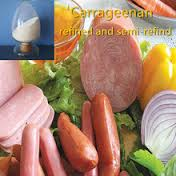 'Carrageenan'
refined and semi-refind